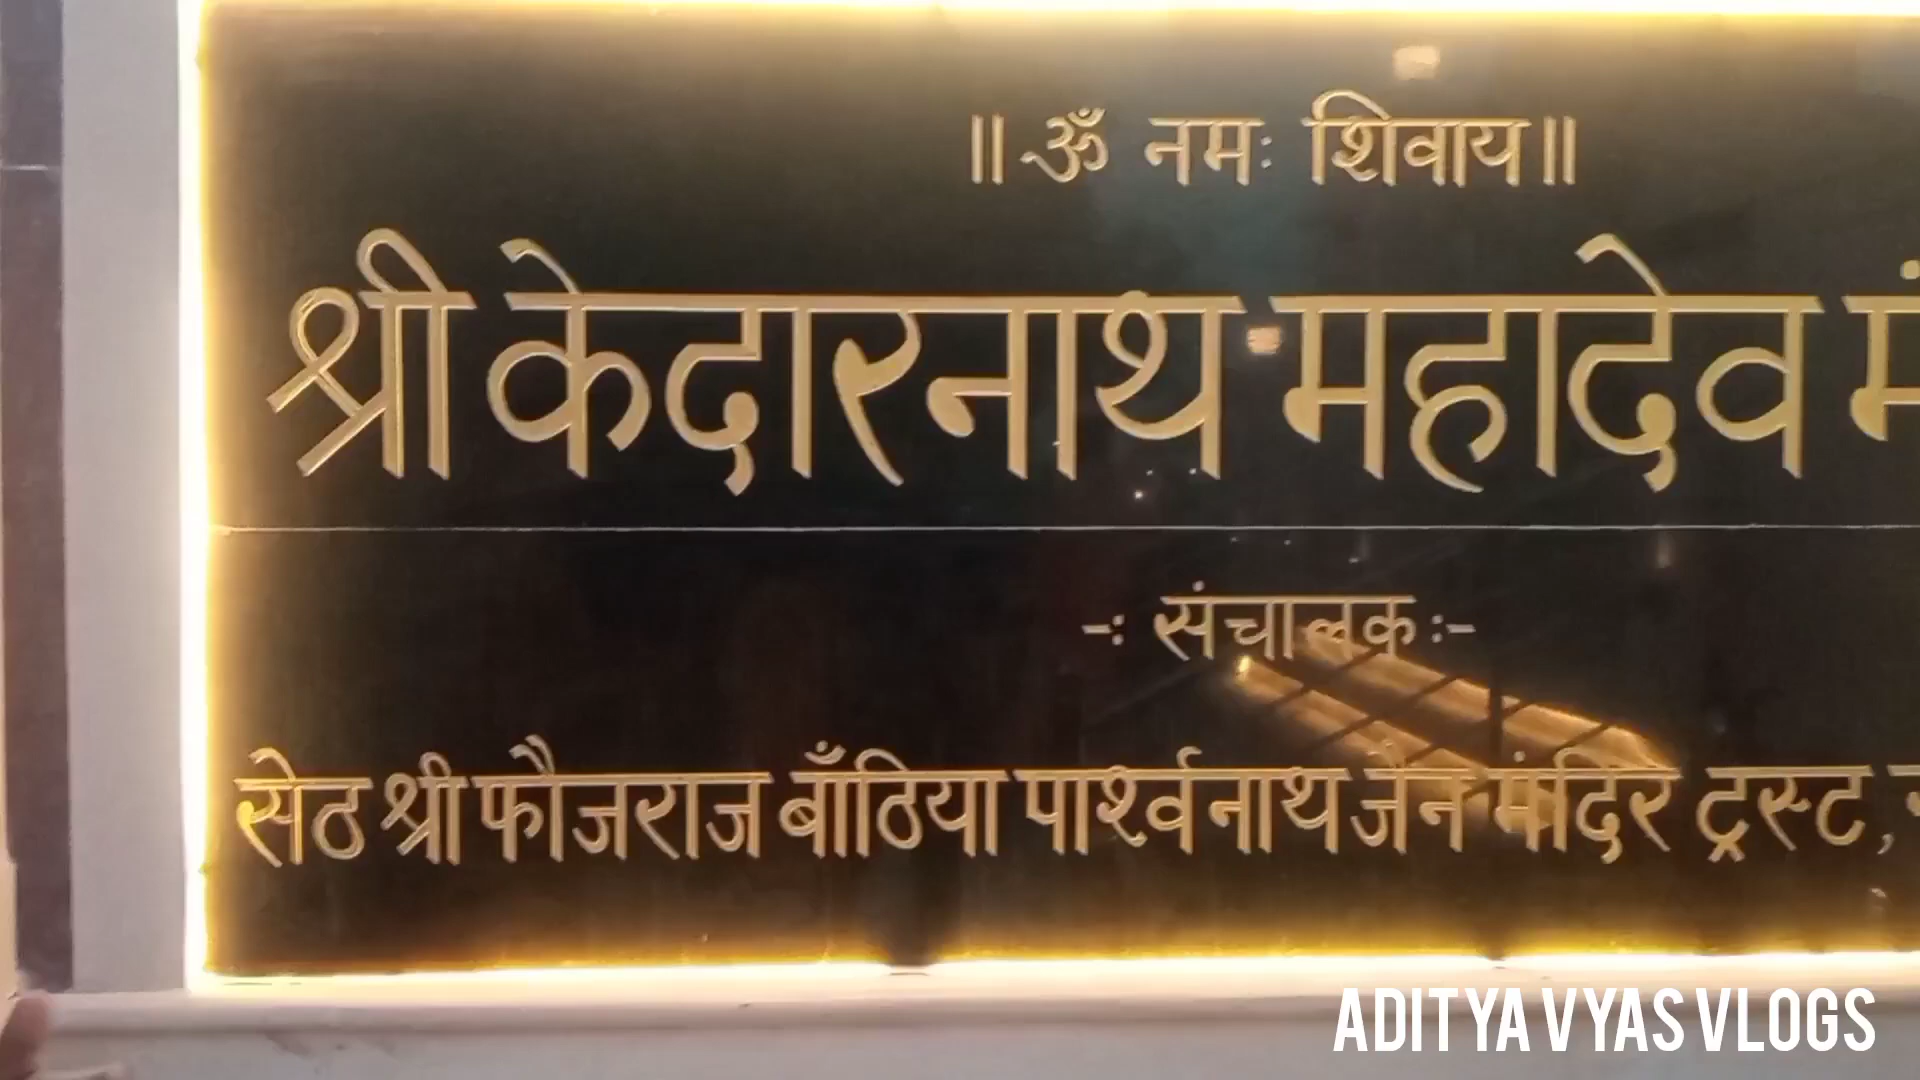 ॥ ॐ नमः शिवाय ॥
श्री केदारनाथ महादेव
-: संचालक :-
सेठ श्री फौजराज बाँठिया पार्श्वनाथ जैन मंदिर ट्रस्ट,
ADITYA VYAS VLOGS